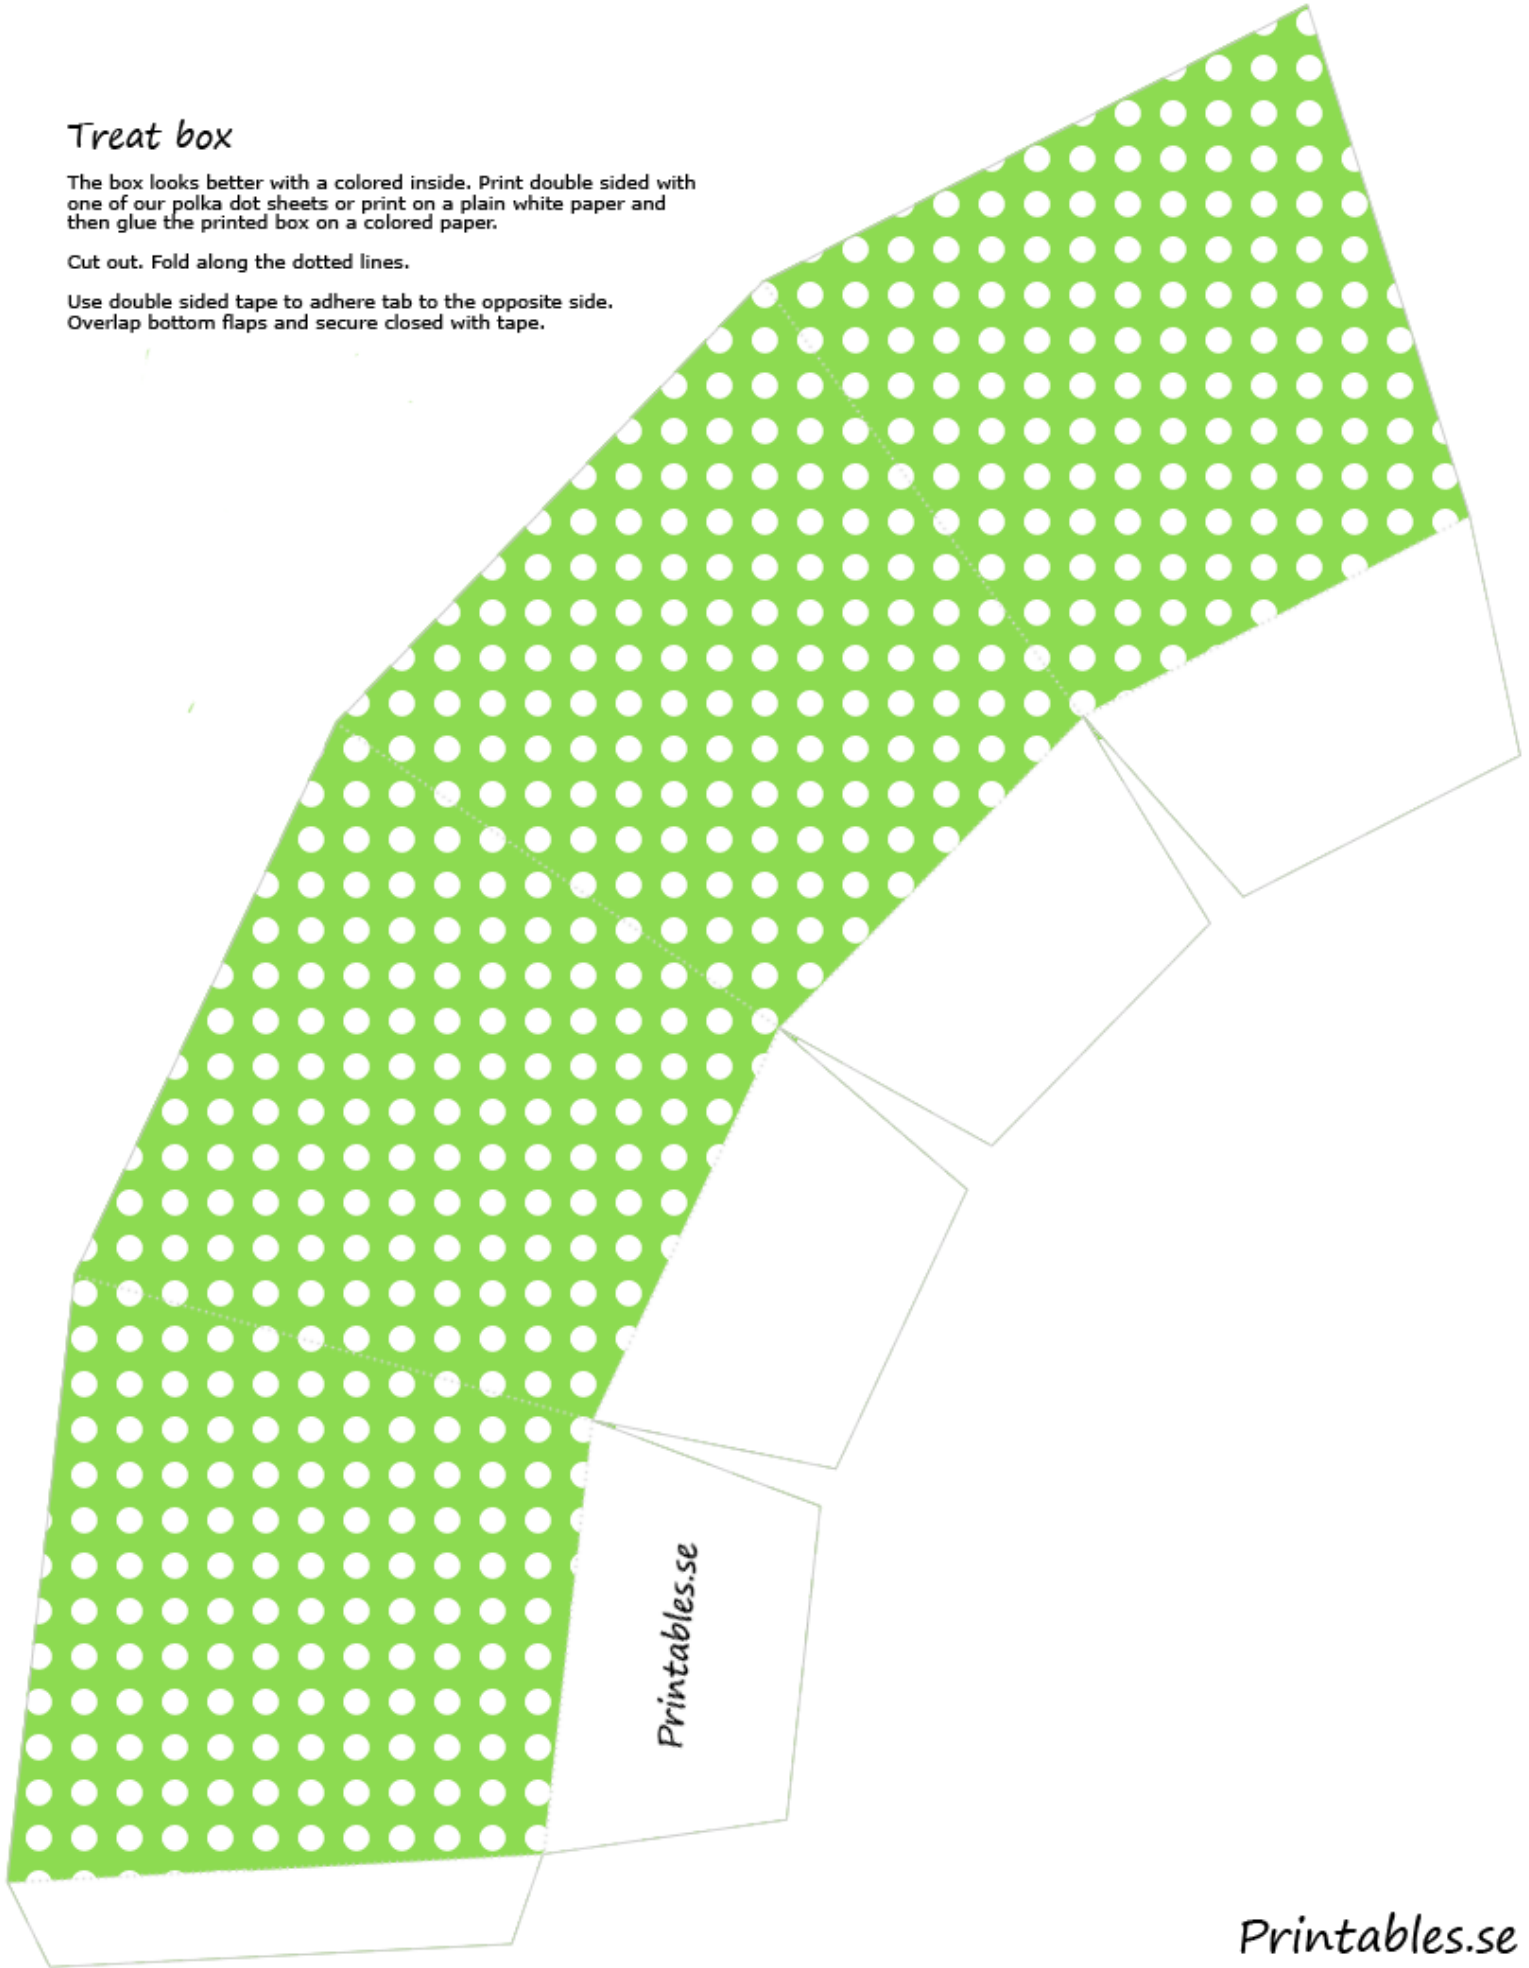 Treat box
The box looks better with a colored inside. Print double sided with
one of our polka dot sheets or print on a plain white paper and
then glue the printed box on a colored paper.
Cut out. Fold along the dotted lines.
Use double sided tape to adhere tab to the opposite side.
Overlap bottom flaps and secure closed with tape.
Printables.se
Printables.se